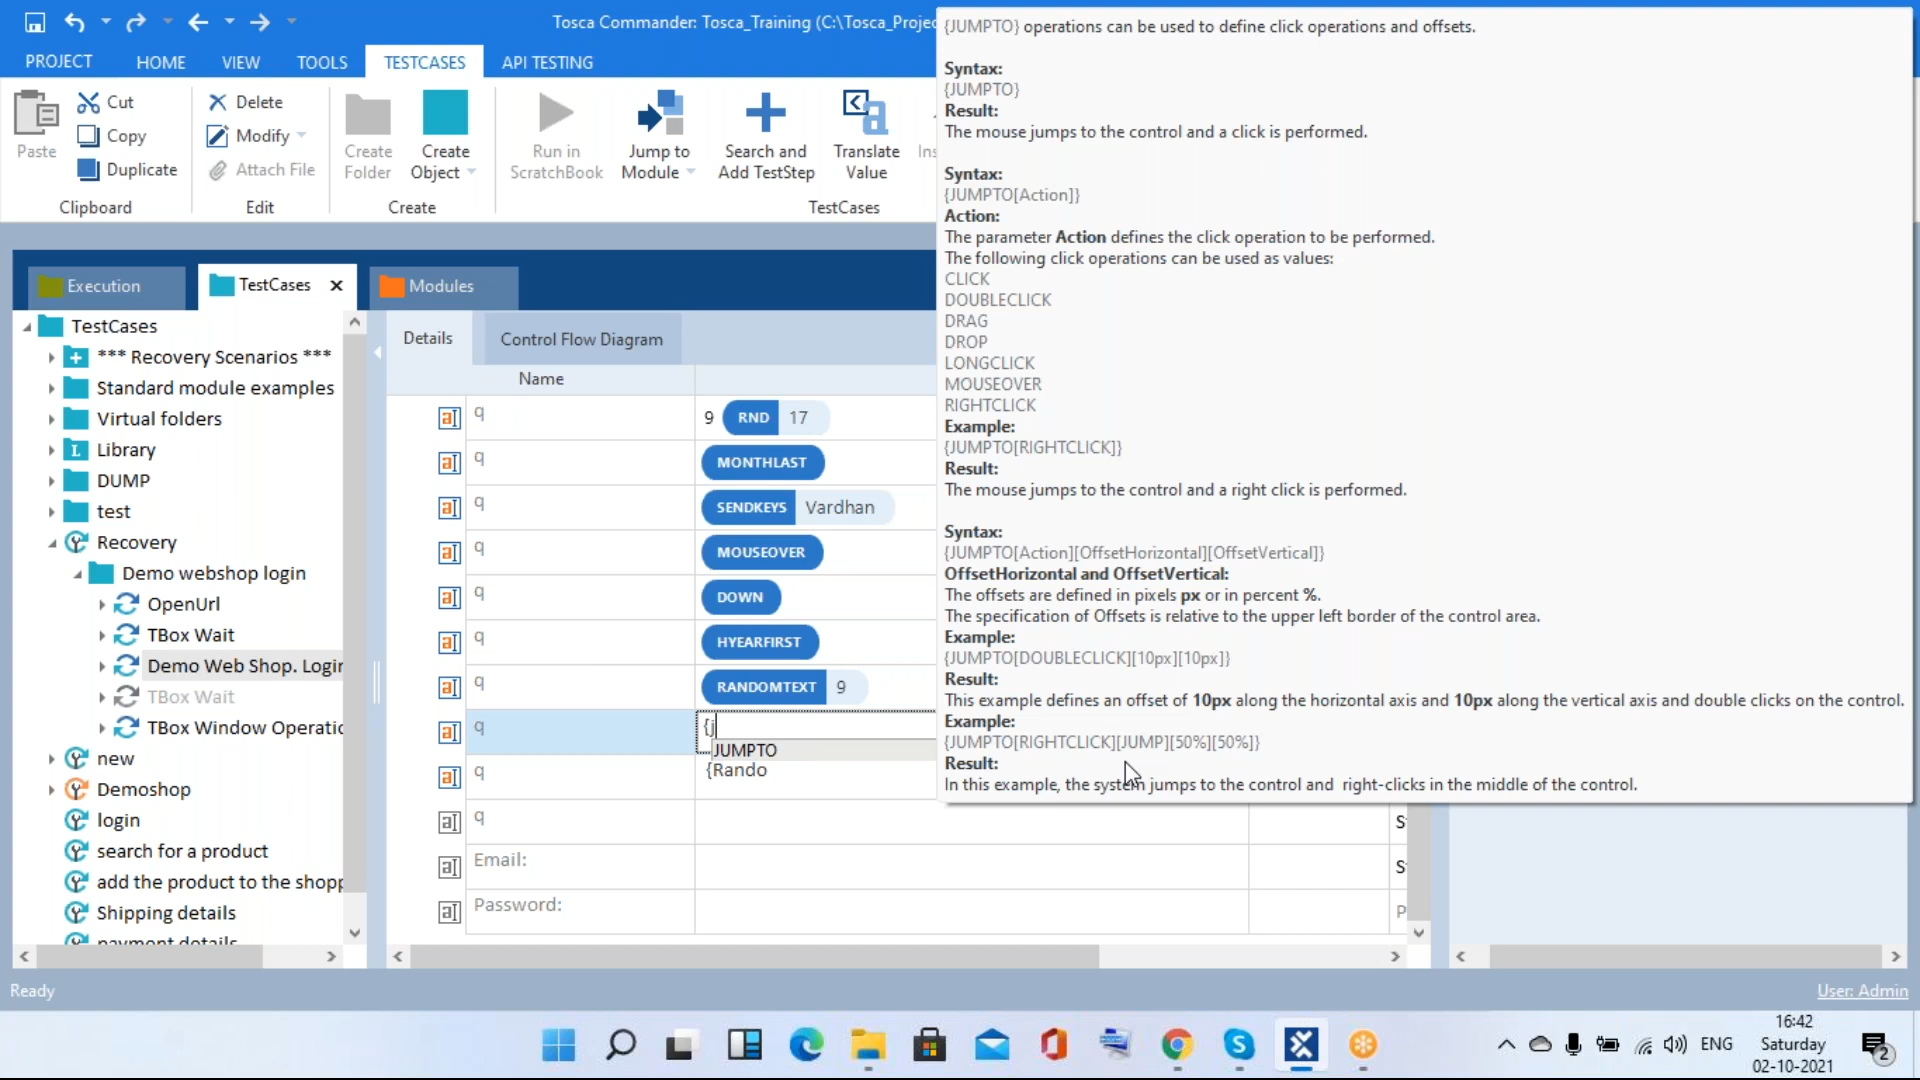 Tosca Commander: Tosca_Training (C:\Tosca_Projec
PROJECT
HOME
VIEW
TOOLS
TESTCASES
API TESTING
Paste
Cut
Copy
Duplicate
Clipboard
Delete
Modify
Attach File
Edit
Create
Folder
Create
Object
Create
Run in
ScratchBook
Jump to
Module
Search and
Add TestStep
Translate
Value
TestCases
Execution
TestCases
Modules
TestCases
*** Recovery Scenarios ***
Standard module examples
Virtual folders
Library
DUMP
test
Recovery
Demo webshop login
OpenUrl
TBox Wait
Demo Web Shop. Login
TBox Wait
TBox Window Operatic
new
Demoshop
login
search for a product
add the product to the shopp
Shipping details
payment details
Details
Control Flow Diagram
Name
q 9 RND 17
q MONTHLAST
q SENDKEYS Vardhan
q MOUSEOVER
q DOWN
q HYEARFIRST
q RANDOMTEXT 9
q {j
JUMPTO
q {Rando
q
Email:
Password:
{JUMPTO} operations can be used to define click operations and offsets.
Syntax:
{JUMPTO}
Result:
The mouse jumps to the control and a click is performed.
Syntax:
{JUMPTO[Action]}
Action:
The parameter Action defines the click operation to be performed.
The following click operations can be used as values:
CLICK
DOUBLECLICK
DRAG
DROP
LONGCLICK
MOUSEOVER
RIGHTCLICK
Example:
{JUMPTO[RIGHTCLICK]}
Result:
The mouse jumps to the control and a right click is performed.
Syntax:
{JUMPTO[Action][OffsetHorizontal][OffsetVertical]}
OffsetHorizontal and OffsetVertical:
The offsets are defined in pixels px or in percent %.
The specification of Offsets is relative to the upper left border of the control area.
Example:
{JUMPTO[DOUBLECLICK][10px][10px]}
Result:
This example defines an offset of 10px along the horizontal axis and 10px along the vertical axis and double clicks on the control.
Example:
{JUMPTO[RIGHTCLICK][JUMP][50%][50%]}
Result:
In this example, the system jumps to the control and right-clicks in the middle of the control.
Ready
User: Admin
ENG
16:42
Saturday
02-10-2021
2